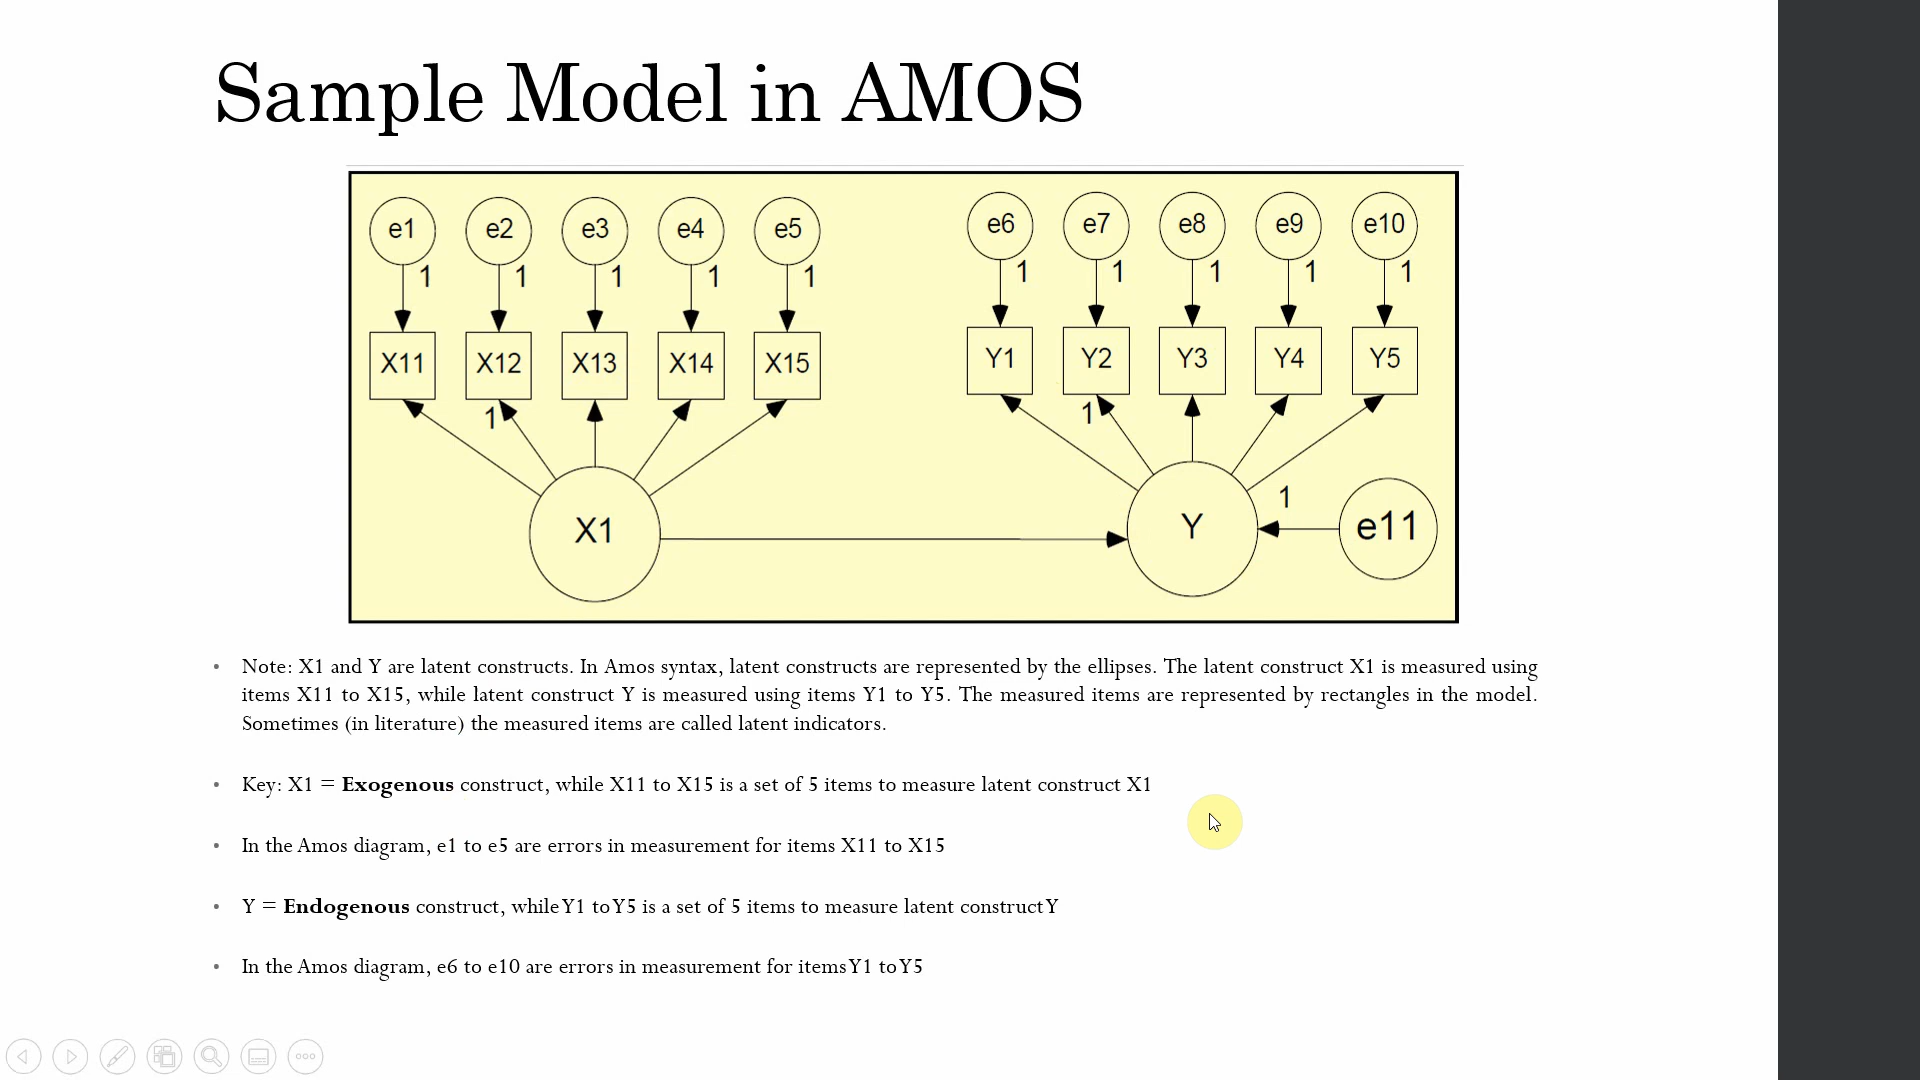 Sample Model in AMOS
e1 e2 e3 e4 e5 e6 e7 e8 e9 e10
1 1 1 1 1 1 1 1 1 1
X11 X12 X13 X14 X15 Y1 Y2 Y3 Y4 Y5
1 1
1
X1 Y e11
• Note: X1 and Y are latent constructs. In Amos syntax, latent constructs are represented by the ellipses. The latent construct X1 is measured using
items X11 to X15, while latent construct Y is measured using items Y1 to Y5. The measured items are represented by rectangles in the model.
Sometimes (in literature) the measured items are called latent indicators.
• Key: X1 = Exogenous construct, while X11 to X15 is a set of 5 items to measure latent construct X1
• In the Amos diagram, e1 to e5 are errors in measurement for items X11 to X15
• Y = Endogenous construct, while Y1 to Y5 is a set of 5 items to measure latent construct Y
• In the Amos diagram, e6 to e10 are errors in measurement for items Y1 to Y5